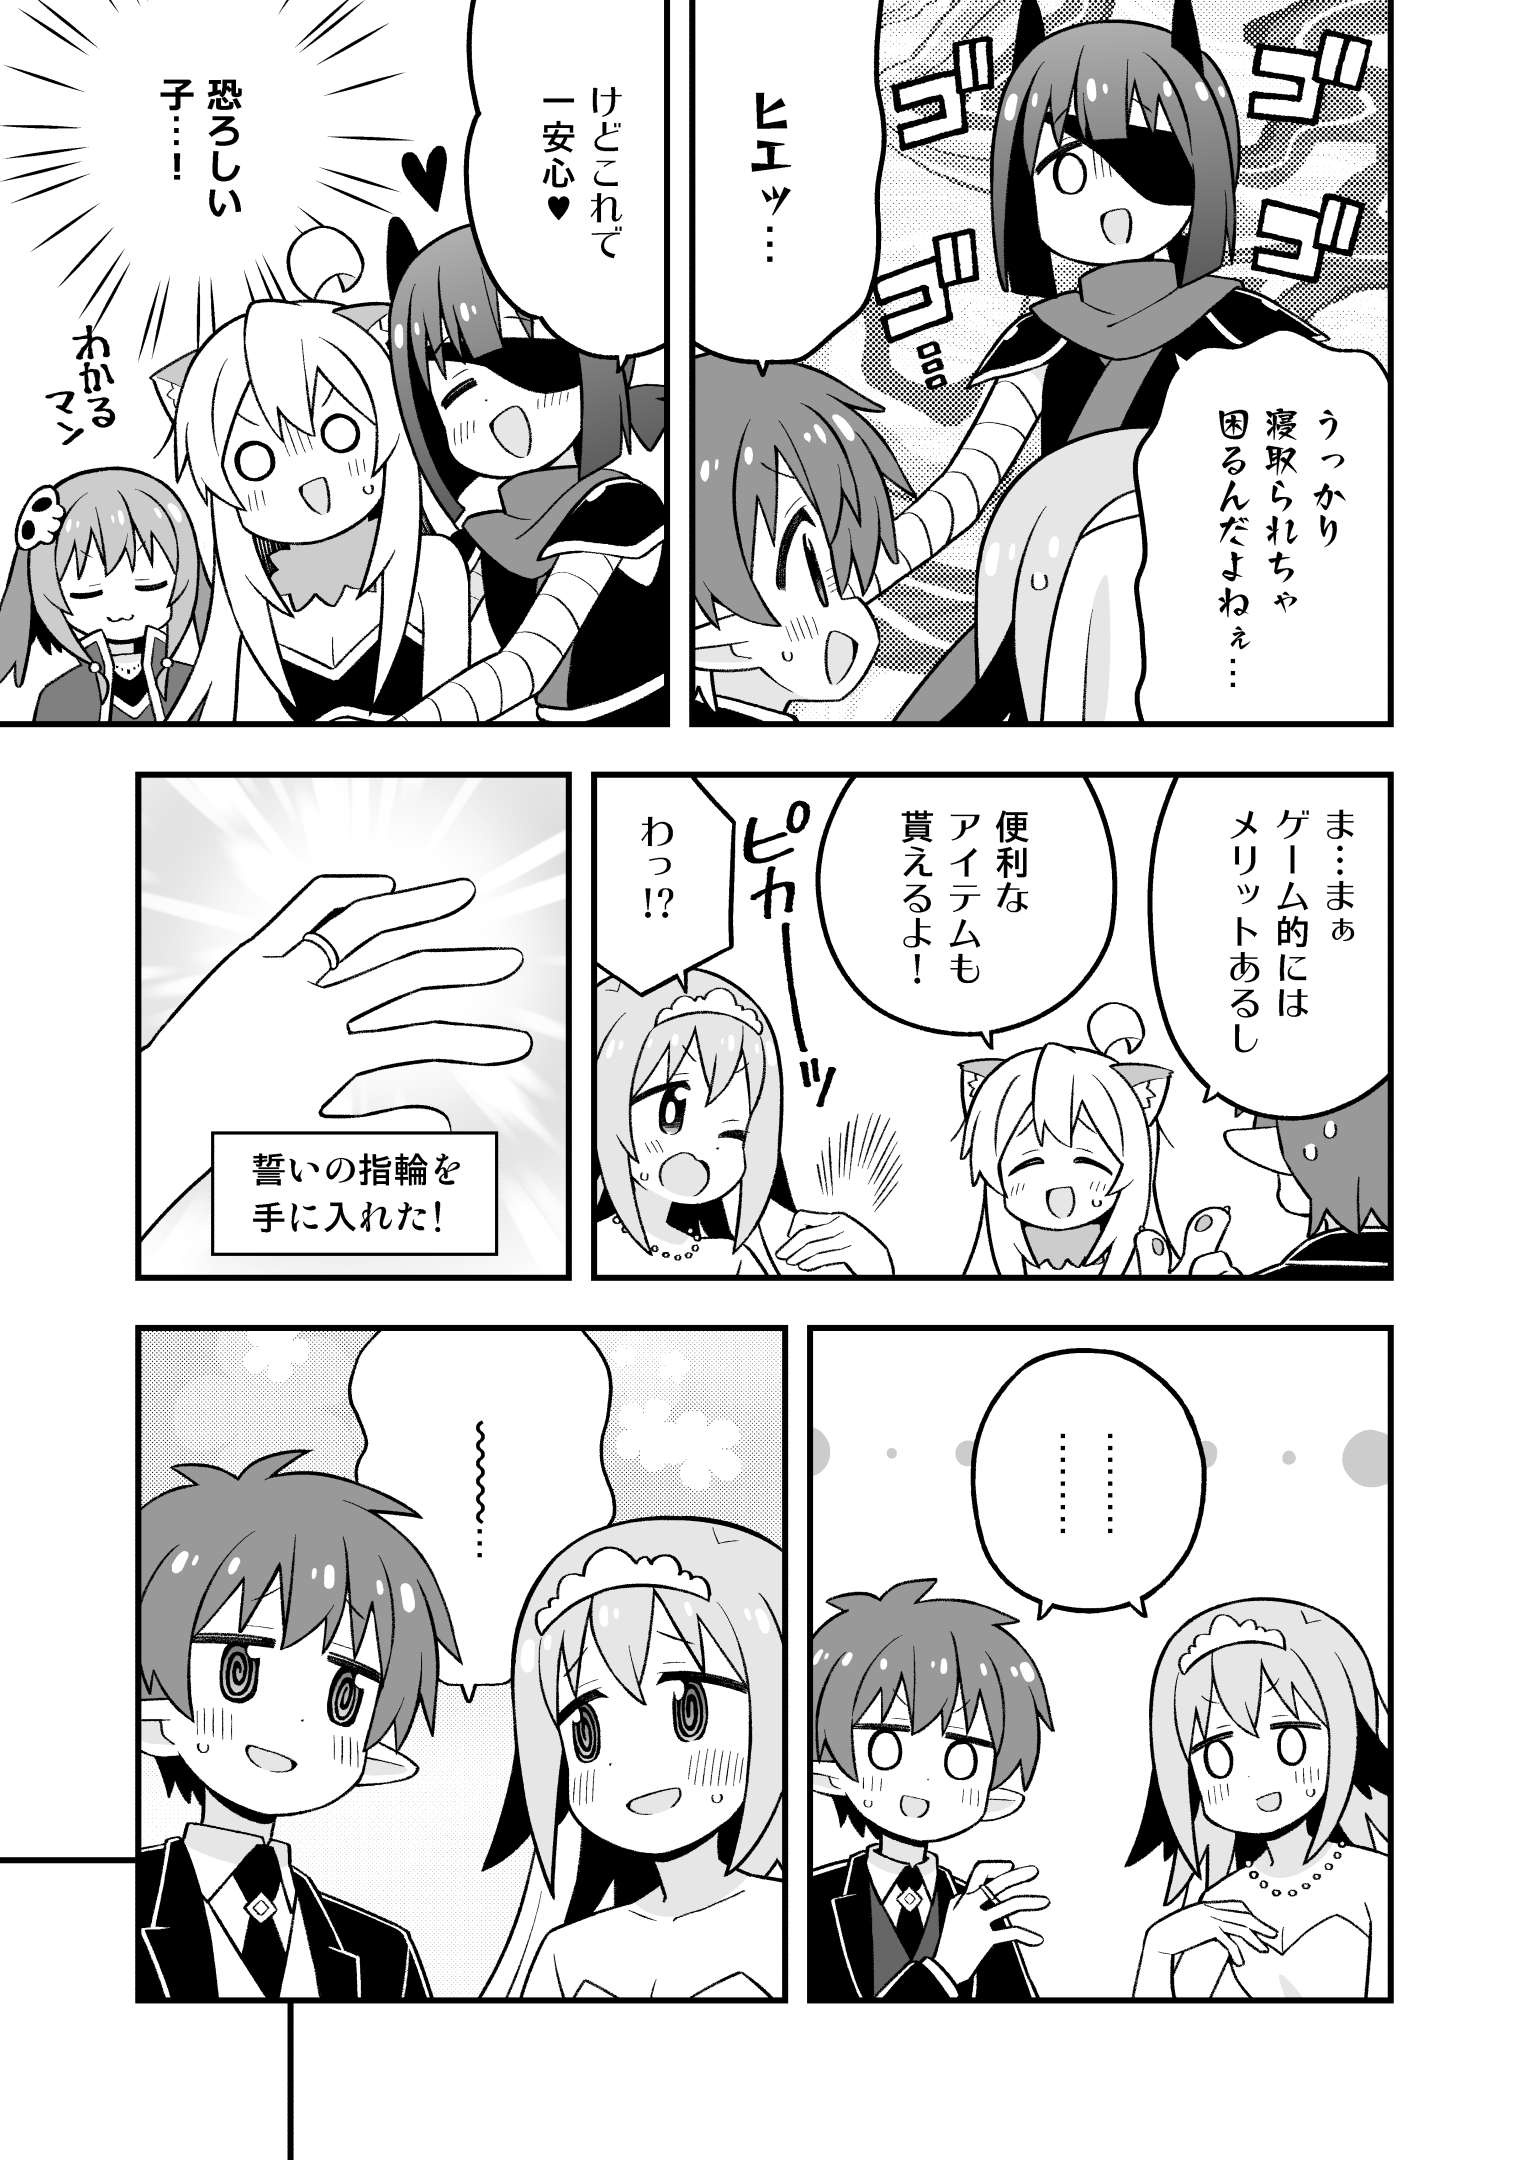 ゴゴ
ゴゴ…
うっかり
寝取られちゃ
困るんだよねぇ…
ヒエッ…
けどこれで
一安心♥
恐ろしい
子…！
わかる
マン
ま…まぁ
ゲーム的には
メリットあるし
便利な
アイテムも
貰えるよ！
ピカーッ
わっ!?
誓いの指輪を
手に入れた！
………
………
〜〜〜…